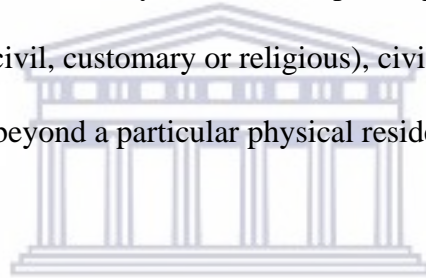 civil, customary or religious), civi
beyond a particular physical reside